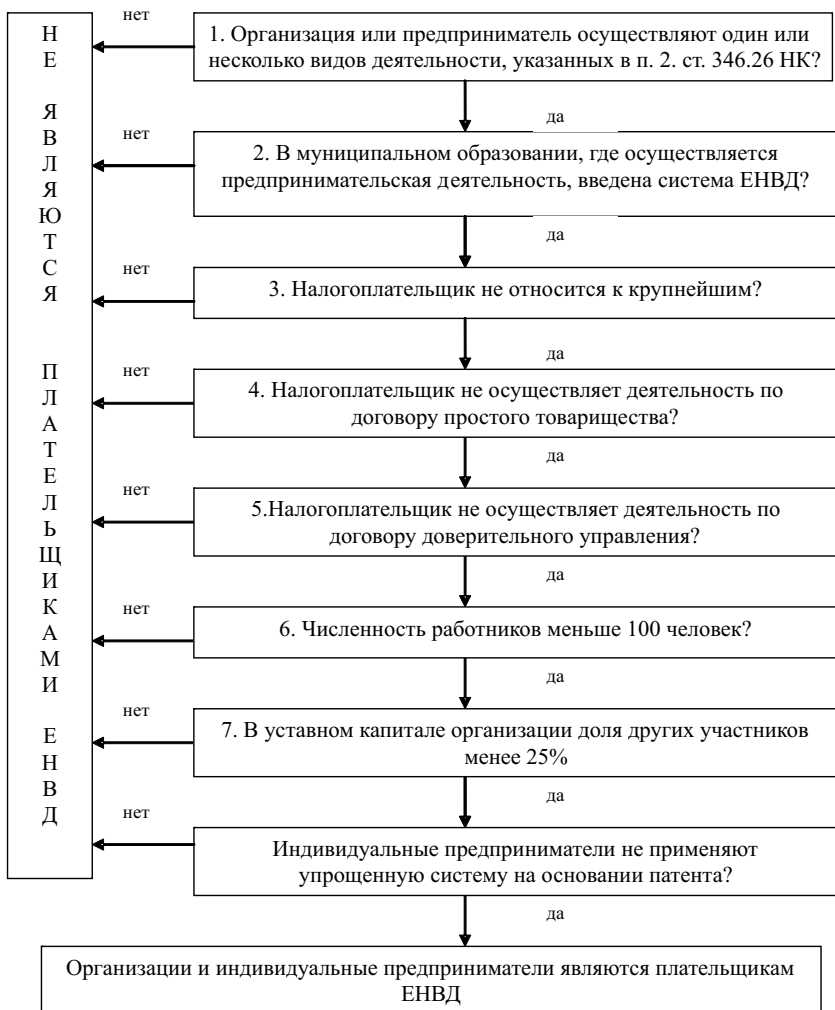 НЕ ЯВЛЯЮТСЯ ПЛАТЕЛЬЩИКАМИ ЕНВД
нет
1. Организация или предприниматель осуществляют один или
несколько видов деятельности, указанных в п. 2. ст. 346.26 НК?
да
нет
2. В муниципальном образовании, где осуществляется
предпринимательская деятельность, введена система ЕНВД?
да
нет
3. Налогоплательщик не относится к крупнейшим?
да
нет
4. Налогоплательщик не осуществляет деятельность по
договору простого товарищества?
да
нет
5.Налогоплательщик не осуществляет деятельность по
договору доверительного управления?
да
нет
6. Численность работников меньше 100 человек?
да
нет
7. В уставном капитале организации доля других участников
менее 25%
да
нет
Индивидуальные предприниматели не применяют
упрощенную систему на основании патента?
да
Организации и индивидуальные предприниматели являются плательщикам
ЕНВД